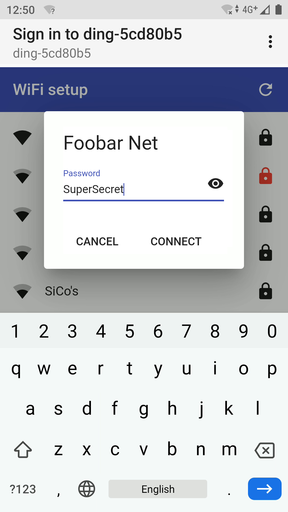 12:50
4G+
Sign in to ding-5cd80b5
ding-5cd80b5
WiFi setup
Foobar Net
Password
SuperSecret
CANCEL CONNECT
SiCo's
1 2 3 4 5 6 7 8 9 0
q w e r t y u i o p
a s d f g h j k l
z x c v b n m
?123 , English .